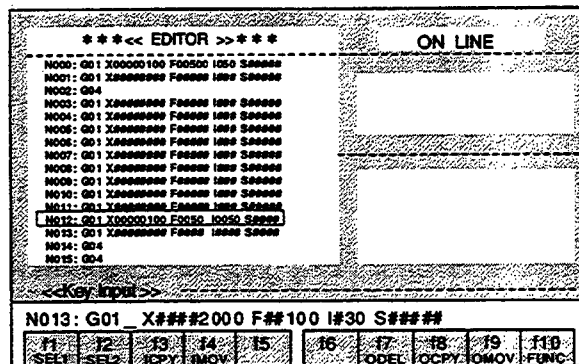 ***<< EDITOR >>***
ON LINE
N000: G01 X00000100 F00500 I050 S#####
N001: G01 X######## F##### I### S#####
N002: G04
N003: G01 X######## F##### I### S#####
N004: G01 X######## F##### I### S#####
N005: G01 X######## F##### I### S#####
N006: G01 X######## F##### I### S#####
N007: G01 X######## F##### I### S#####
N008: G01 X######## F##### I### S#####
N009: G01 X######## F##### I### S#####
N010: G01 X######## F##### I### S#####
N011: G01 X######## F##### I### S#####
N012: G01 X00000100 F0050 I0050 S#####
N013: G01 X######## F##### I#### S#####
N014: G04
N015: G04
<<Key Input>>
N013: G01_ X####2000 F##100 I#30 S#####
f1 f2 f3 f4 f5 f6 f7 f8 f9 f10
SEL1 SEL2 ICPY IMOV ODEL OCPY OMOV FUNC